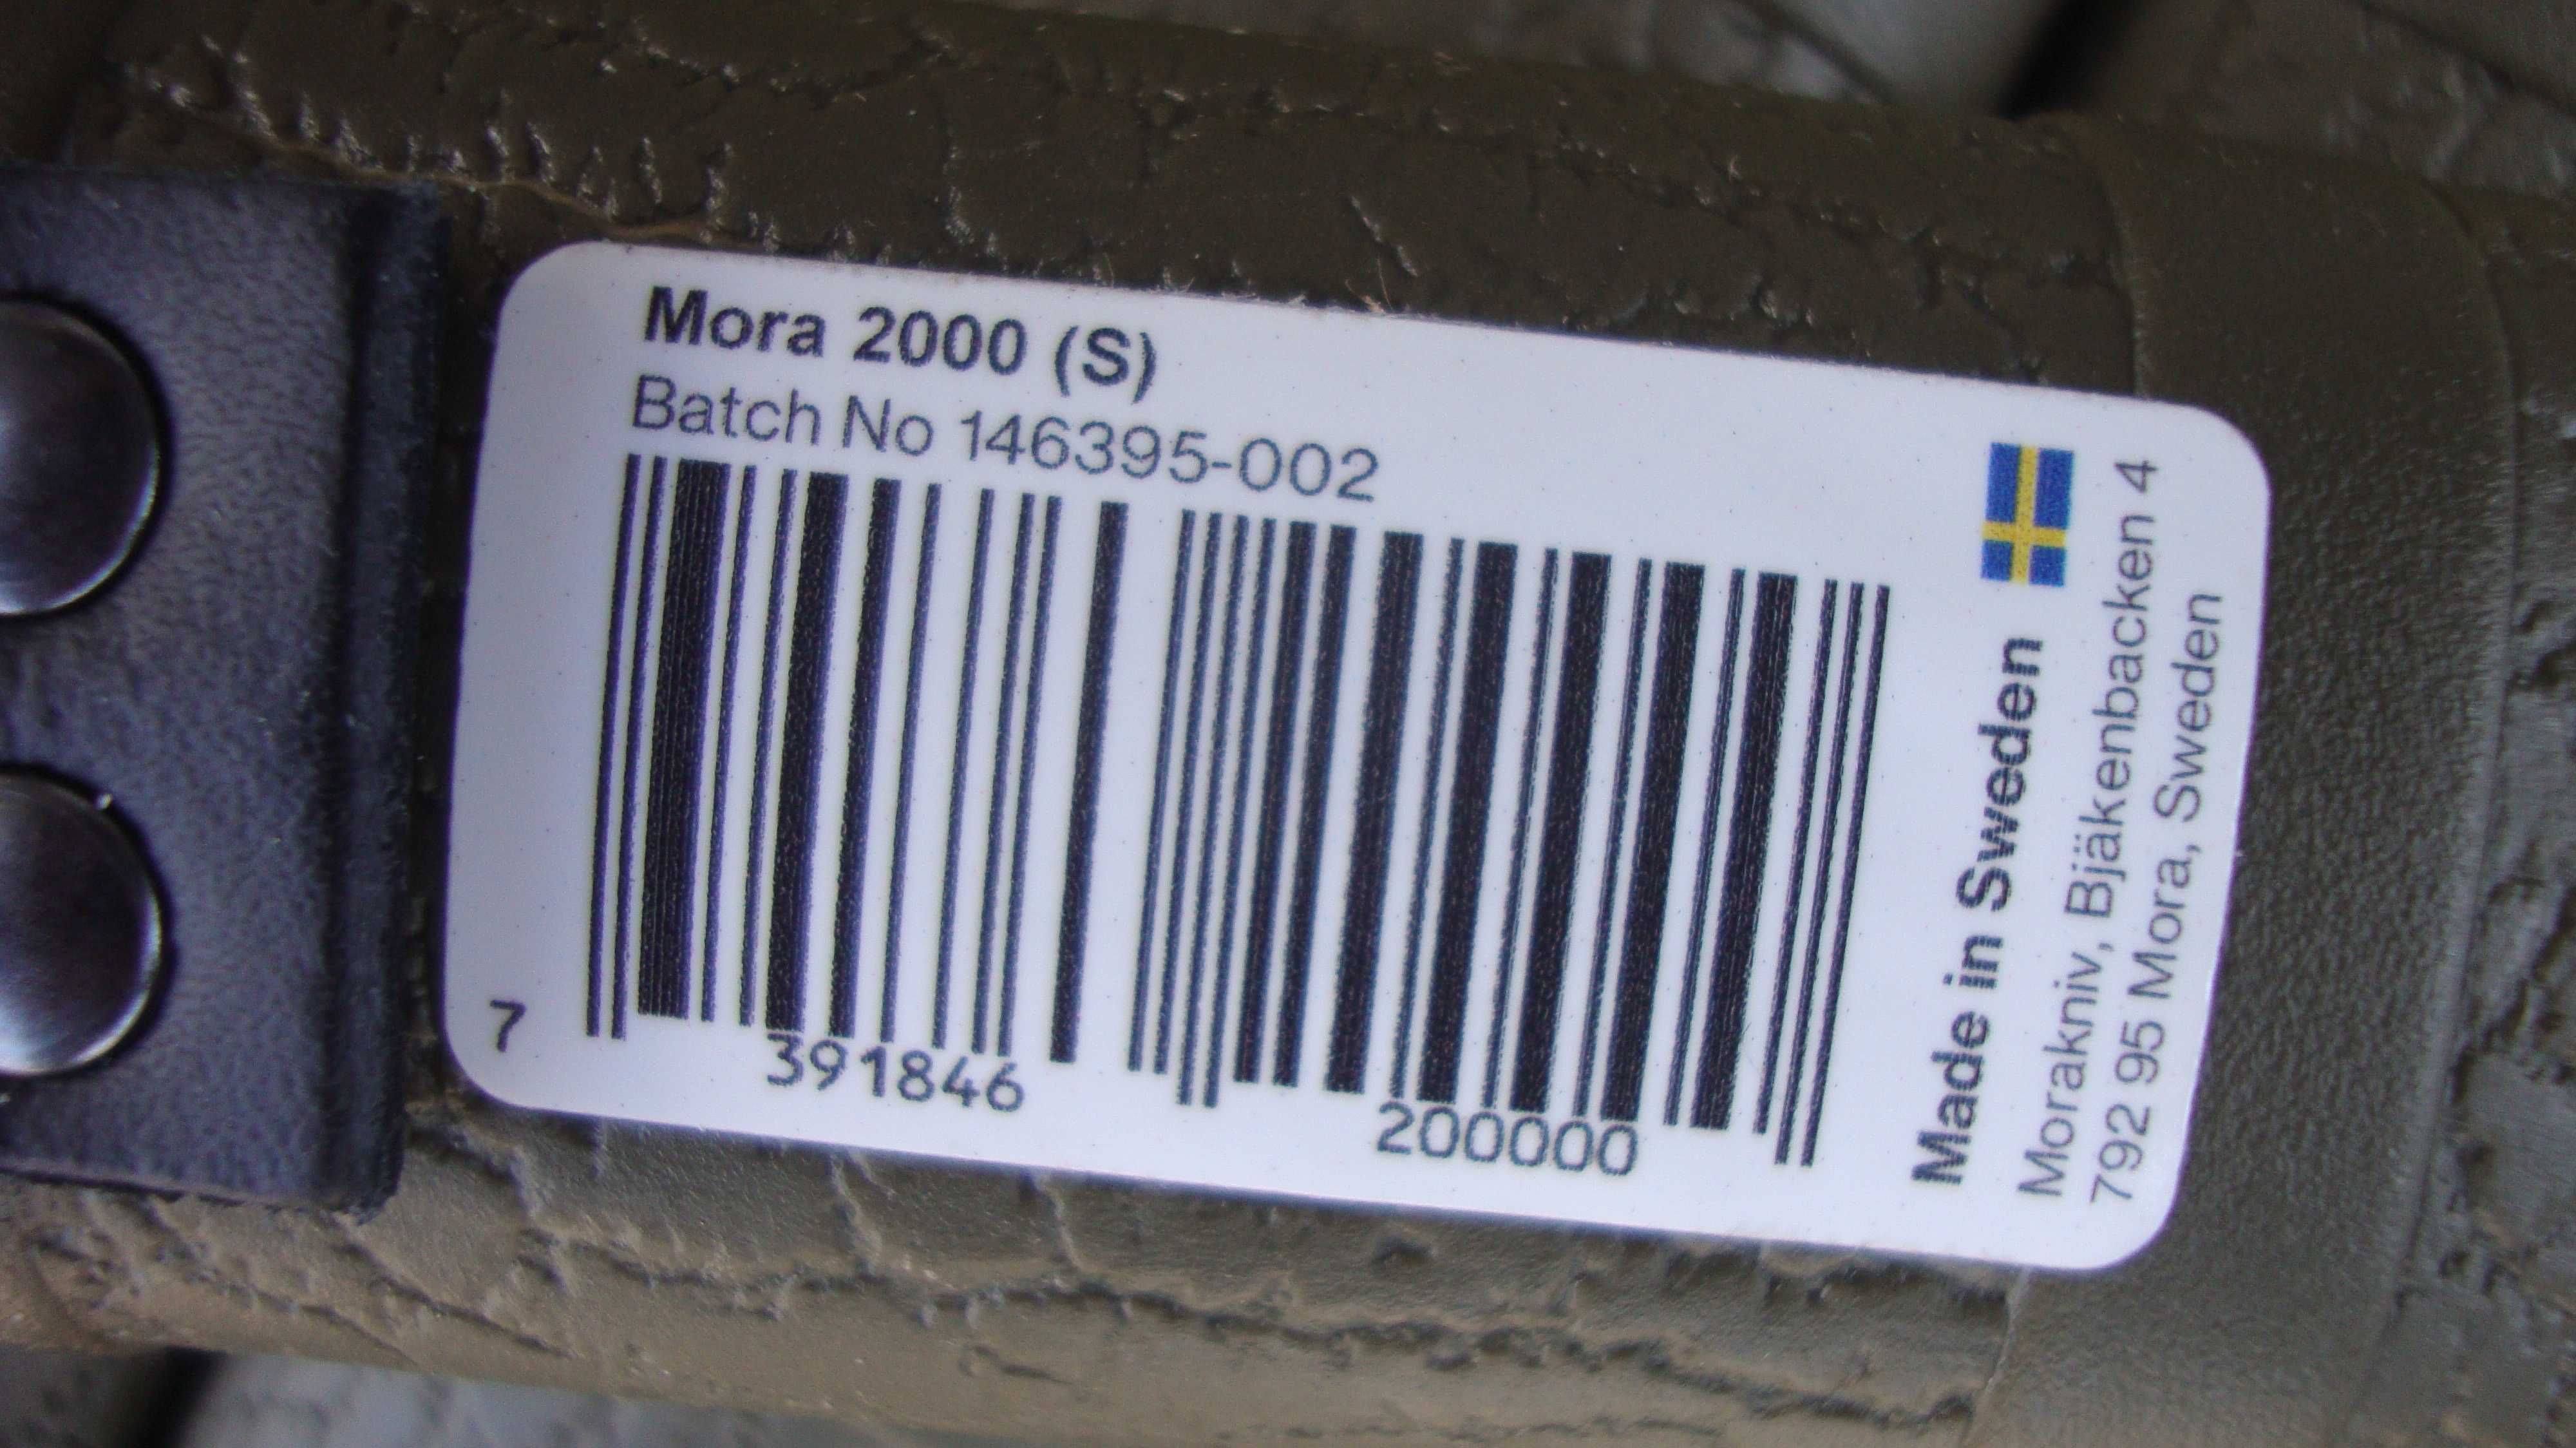 Mora 2000 (S)
Batch No 146395-002
7 391846 200000
Made in Sweden
Morakniv, Bjäkenbacken 4
792 95 Mora, Sweden